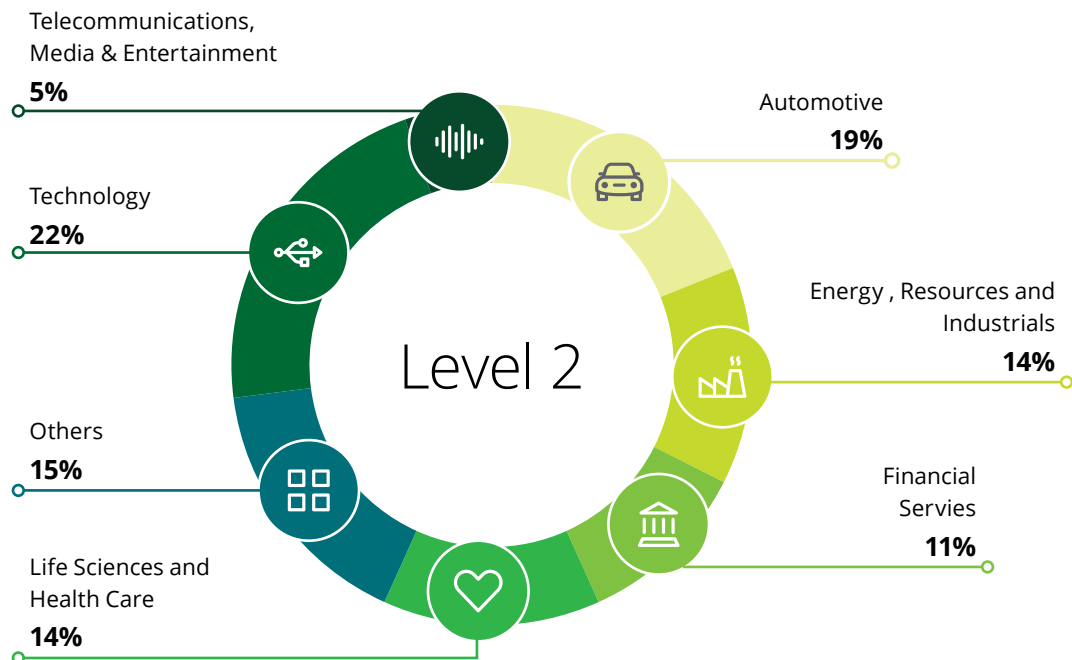 Telecommunications,
Media & Entertainment
5%
Automotive
19%
Technology
22%
Energy , Resources and
Industrials
14%
Level 2
Others
15%
Financial
Servies
11%
Life Sciences and
Health Care
14%